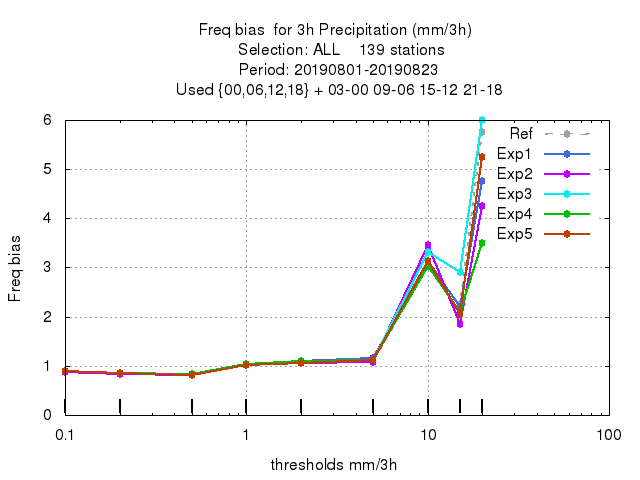 Freq bias  for 3h Precipitation (mm/3h)
Selection: ALL    139 stations
Period: 20190801-20190823
Used {00,06,12,18} + 03-00 09-06 15-12 21-18
Freq bias
6
5
4
3
2
1
0
Ref
Exp1
Exp2
Exp3
Exp4
Exp5
0.1 1 10 100
thresholds mm/3h